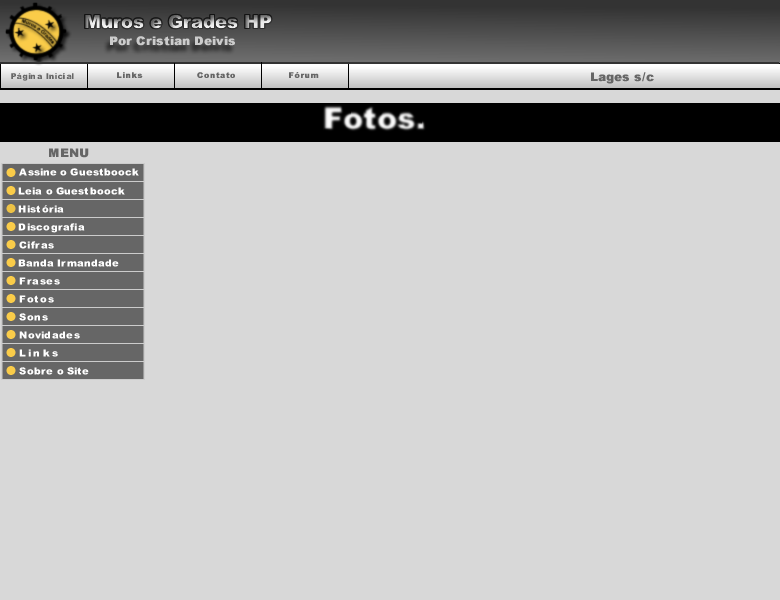 Muros e Grades HP
Por Cristian Deivis
Página Inicial
Links
Contato
Fórum
Lages s/c
Fotos.
MENU
Assine o Guestboock
Leia o Guestboock
História
Discografia
Cifras
Banda Irmandade
Frases
Fotos
Sons
Novidades
Links
Sobre o Site